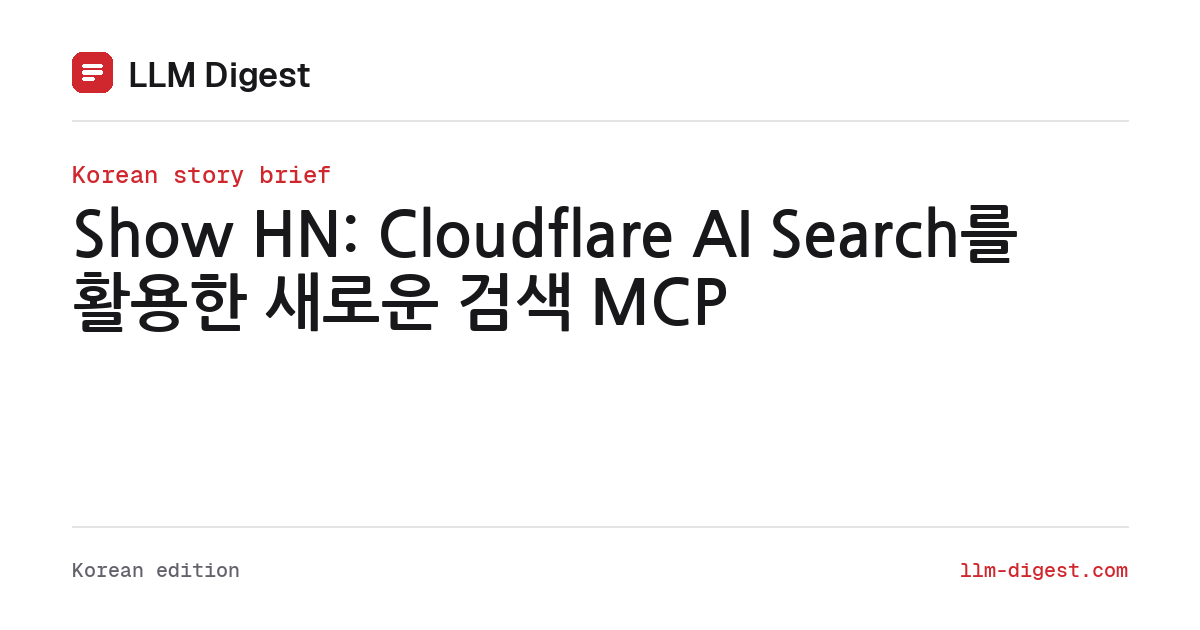 LLM Digest
Korean story brief
Show HN: Cloudflare AI Search를
활용한 새로운 검색 MCP
Korean edition
llm-digest.com